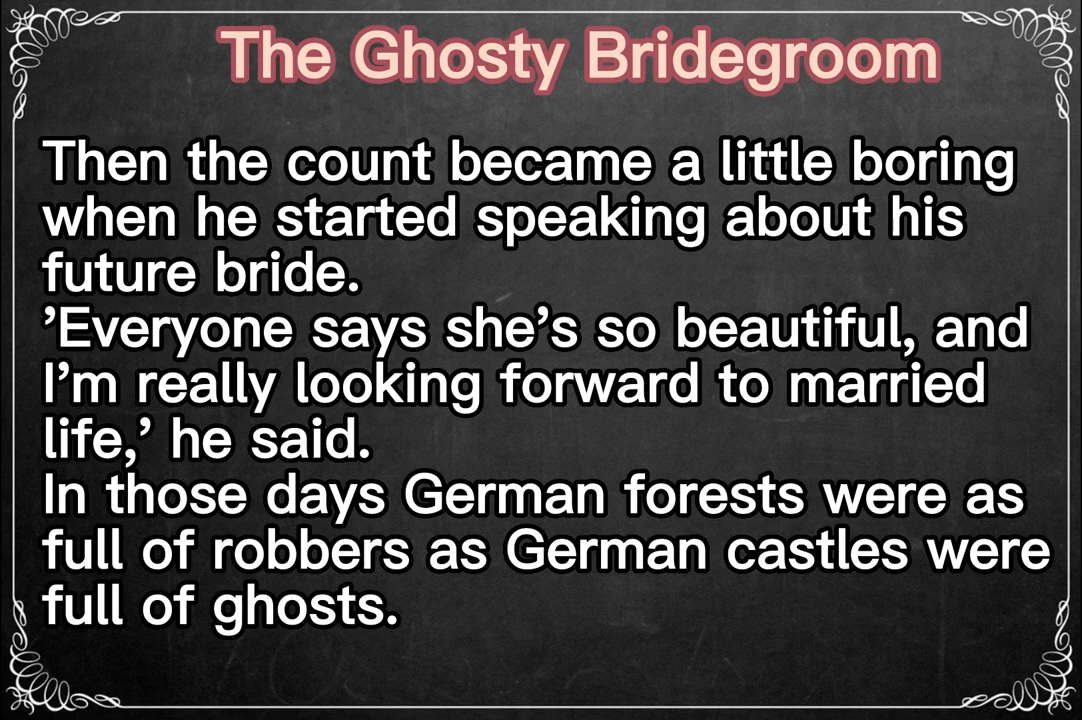 The Ghosty Bridegroom
Then the count became a little boring
when he started speaking about his
future bride.
’Everyone says she’s so beautiful, and
I’m really looking forward to married
life,’ he said.
In those days German forests were as
full of robbers as German castles were
full of ghosts.